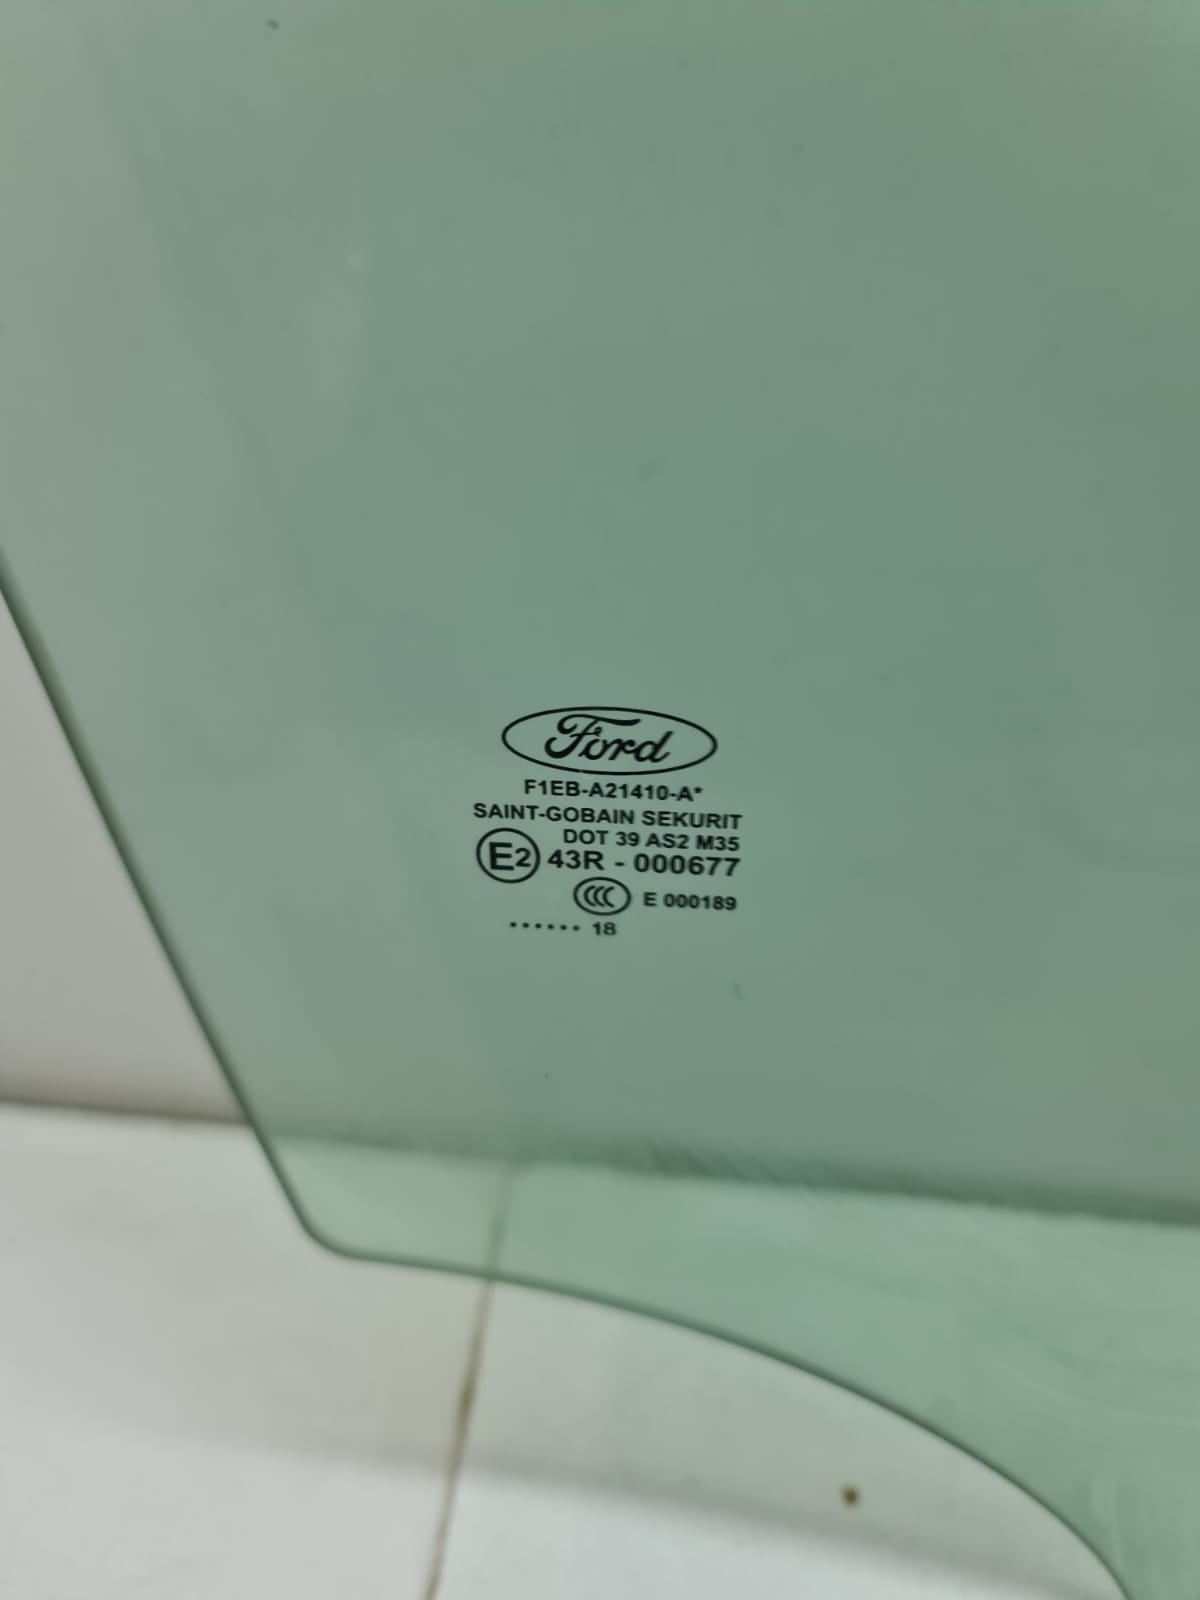 Ford
F1EB-A21410-A*
SAINT-GOBAIN SEKURIT
DOT 39 AS2 M35
E2 43R - 000677
CCC E 000189
...... 18